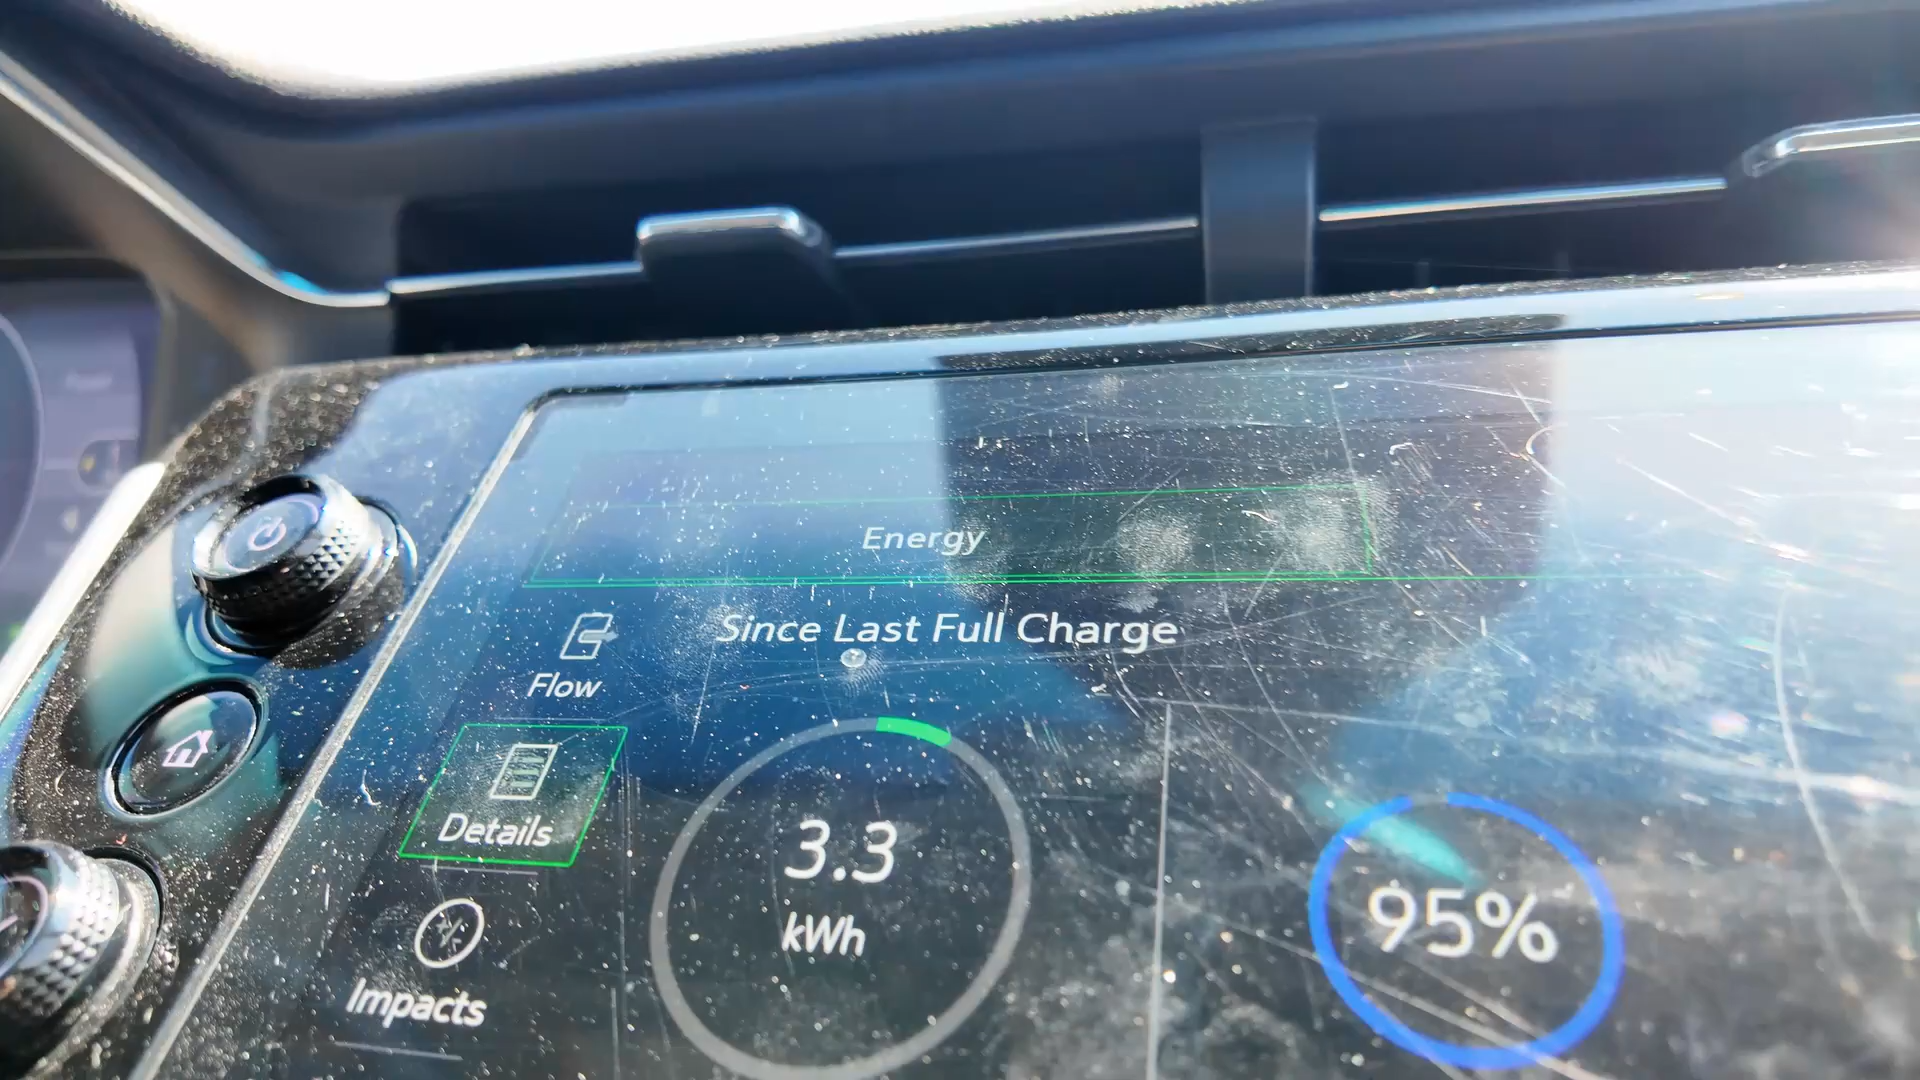 Energy
Since Last Full Charge
Flow
Details
Impacts
3.3
kWh
95%